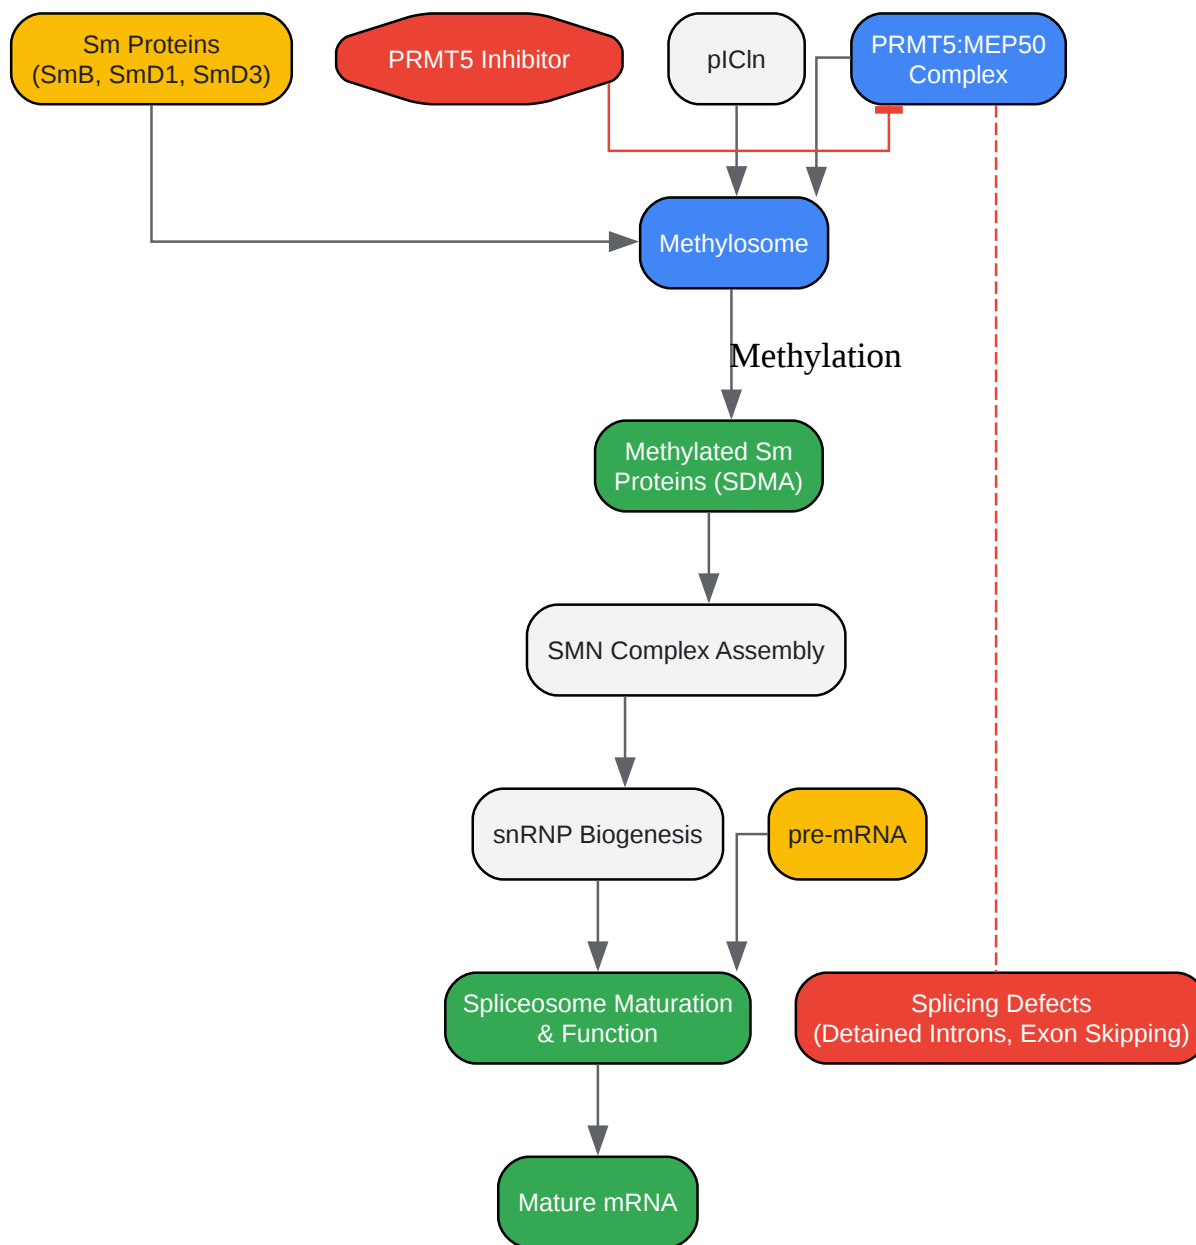 Sm Proteins
(SmB, SmD1, SmD3)
PRMT5 Inhibitor
pICln
PRMT5:MEP50
Complex
Methylosome
Methylation
Methylated Sm
Proteins (SDMA)
SMN Complex Assembly
snRNP Biogenesis
pre-mRNA
Spliceosome Maturation
& Function
Splicing Defects
(Detained Introns, Exon Skipping)
Mature mRNA